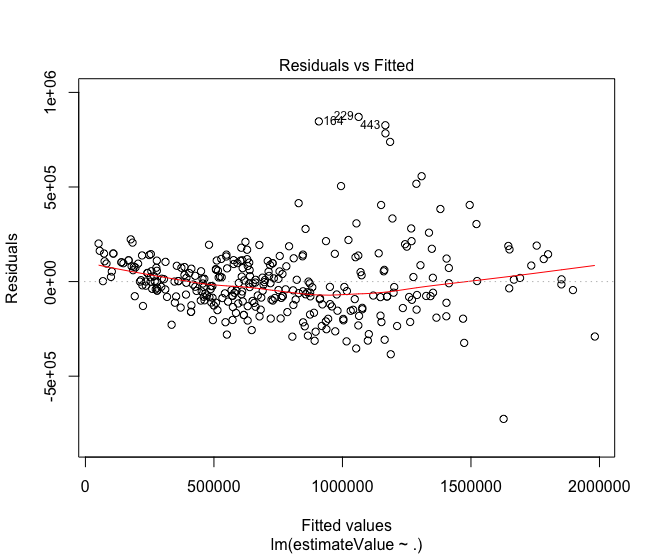 Residuals vs Fitted
1e+06
5e+05
0e+00
-5e+05
Residuals
164
229
443
0
500000
1000000
1500000
2000000
Fitted values
lm(estimateValue ~ .)